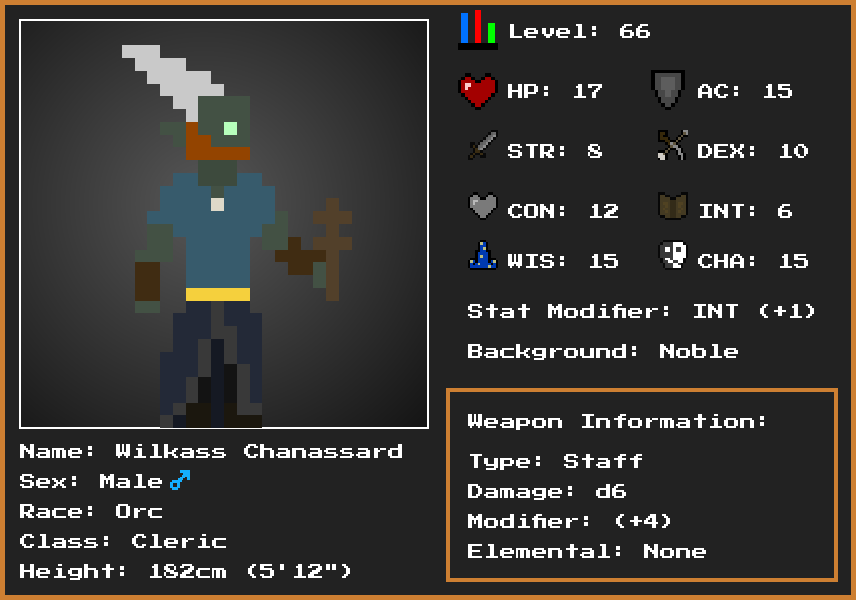 Level: 66
HP: 17
AC: 15
STR: 8
DEX: 10
CON: 12
INT: 6
WIS: 15
CHA: 15
Stat Modifier: INT (+1)
Background: Noble
Weapon Information:
Type: Staff
Damage: d6
Modifier: (+4)
Elemental: None
Name: Wilkass Chanassard
Sex: Male ♂
Race: Orc
Class: Cleric
Height: 182cm (5'12")